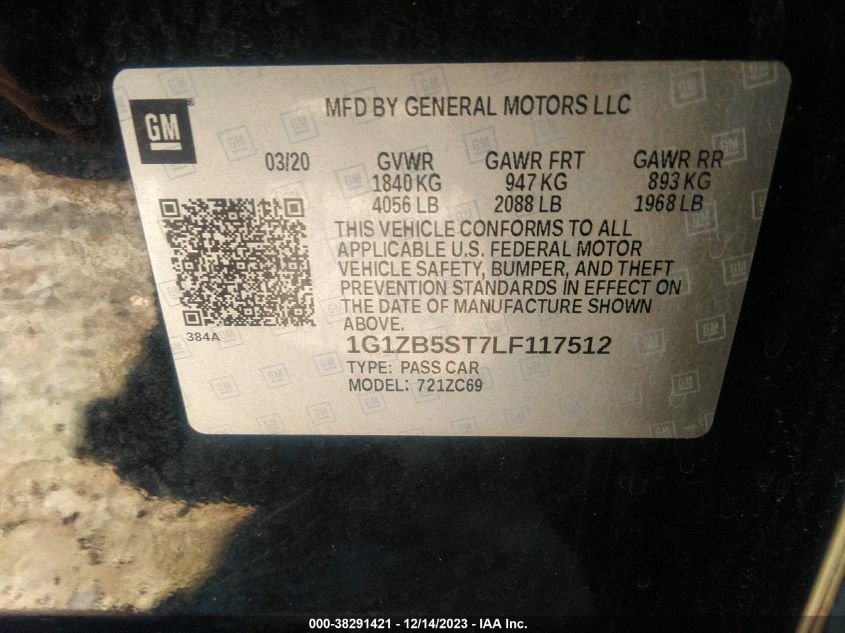 GM
MFD BY GENERAL MOTORS LLC
03/20 GVWR GAWR FRT GAWR RR
1840 KG 947 KG 893 KG
4056 LB 2088 LB 1968 LB
THIS VEHICLE CONFORMS TO ALL
APPLICABLE U.S. FEDERAL MOTOR
VEHICLE SAFETY, BUMPER, AND THEFT
PREVENTION STANDARDS IN EFFECT ON
THE DATE OF MANUFACTURE SHOWN
ABOVE.
384A
1G1ZB5ST7LF117512
TYPE: PASS CAR
MODEL: 721ZC69
000-38291421 - 12/14/2023 - IAA Inc.